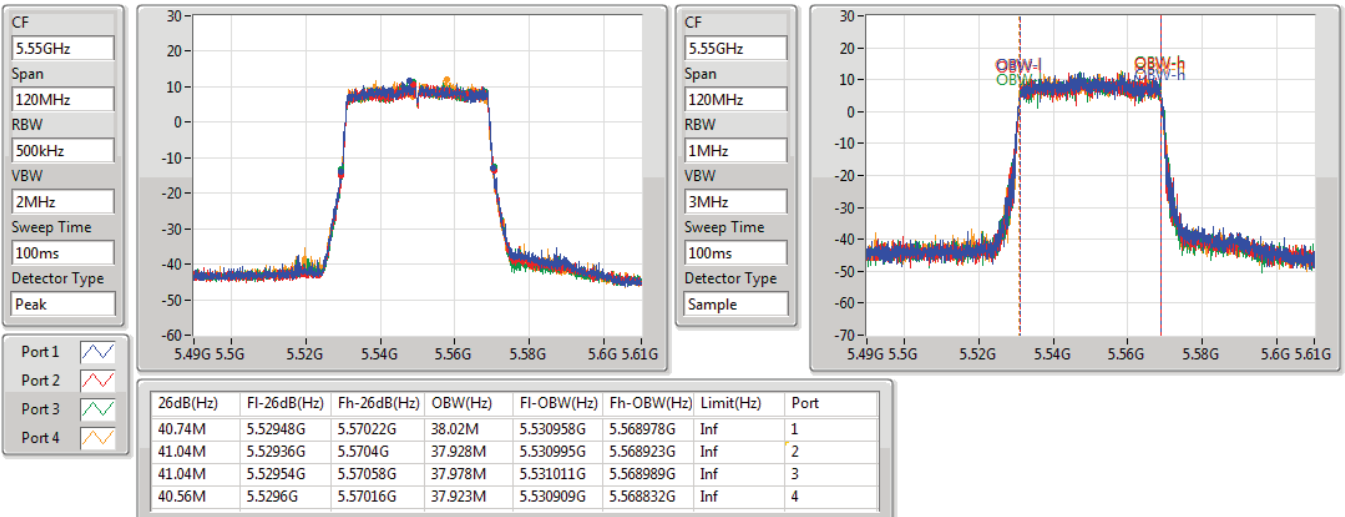 CF
5.55GHz
Span
120MHz
RBW
500kHz
VBW
2MHz
Sweep Time
100ms
Detector Type
Peak
30
20
10
0
-10
-20
-30
-40
-50
-60
5.49G 5.5G 5.52G 5.54G 5.56G 5.58G 5.6G 5.61G
CF
5.55GHz
Span
120MHz
RBW
1MHz
VBW
3MHz
Sweep Time
100ms
Detector Type
Sample
30
20
10
0
-10
-20
-30
-40
-50
-60
-70
OBW-l OBW-h
OBW-l OBW-h
5.49G 5.5G 5.52G 5.54G 5.56G 5.58G 5.6G 5.61G
Port 1
Port 2
Port 3
Port 4
26dB(Hz) Fl-26dB(Hz) Fh-26dB(Hz) OBW(Hz) Fl-OBW(Hz) Fh-OBW(Hz) Limit(Hz) Port
40.74M 5.52948G 5.57022G 38.02M 5.530958G 5.568978G Inf 1
41.04M 5.52936G 5.5704G 37.928M 5.530995G 5.568923G Inf 2
41.04M 5.52954G 5.57058G 37.978M 5.531011G 5.568989G Inf 3
40.56M 5.5296G 5.57016G 37.923M 5.530909G 5.568832G Inf 4